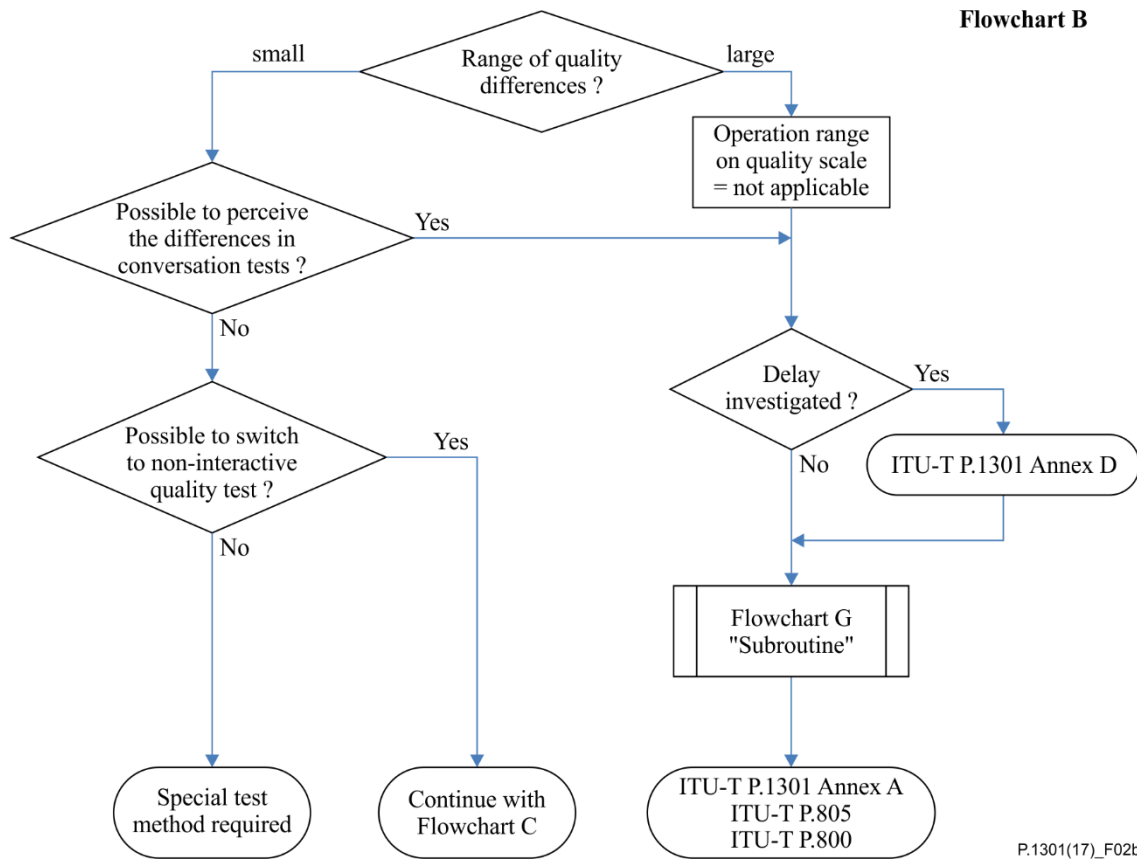 Flowchart B
small
Range of quality
differences ?
large
Operation range
on quality scale
= not applicable
Possible to perceive
the differences in
conversation tests ?
Yes
No
Delay
investigated ?
Yes
No
ITU-T P.1301 Annex D
Possible to switch
to non-interactive
quality test ?
Yes
No
Flowchart G
"Subroutine"
Special test
method required
Continue with
Flowchart C
ITU-T P.1301 Annex A
ITU-T P.805
ITU-T P.800
P.1301(17)_F02b